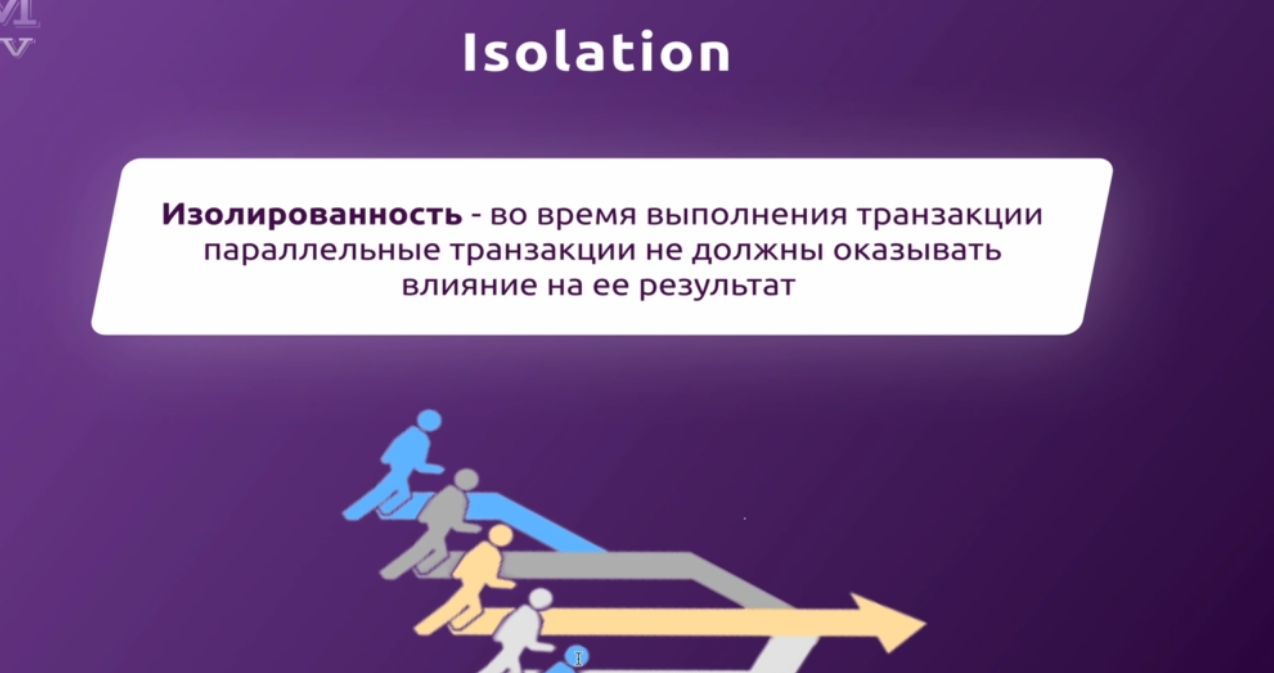 Isolation
Изолированность - во время выполнения транзакции
параллельные транзакции не должны оказывать
влияние на ее результат